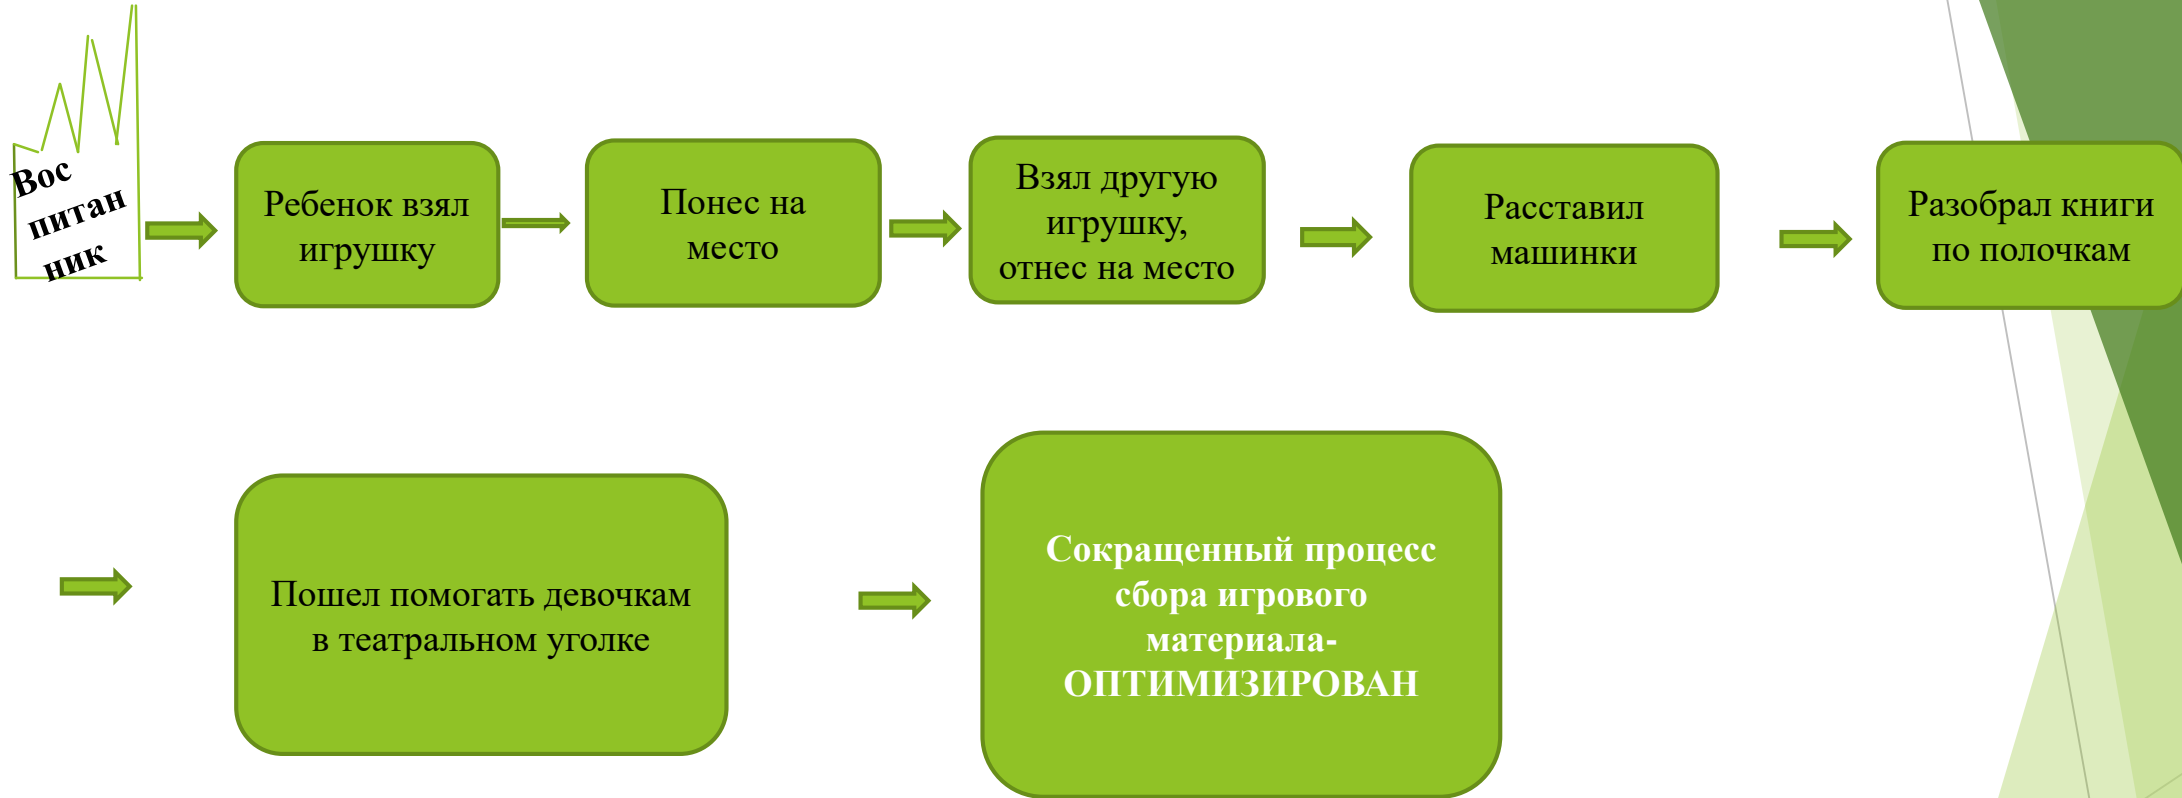 Вос
питан
ник
Ребенок взял
игрушку
Понес на
место
Взял другую
игрушку,
отнес на место
Расставил
машинки
Разобрал книги
по полочкам
Пошел помогать девочкам
в театральном уголке
Сокращенный процесс
сбора игрового
материала-
ОПТИМИЗИРОВАН